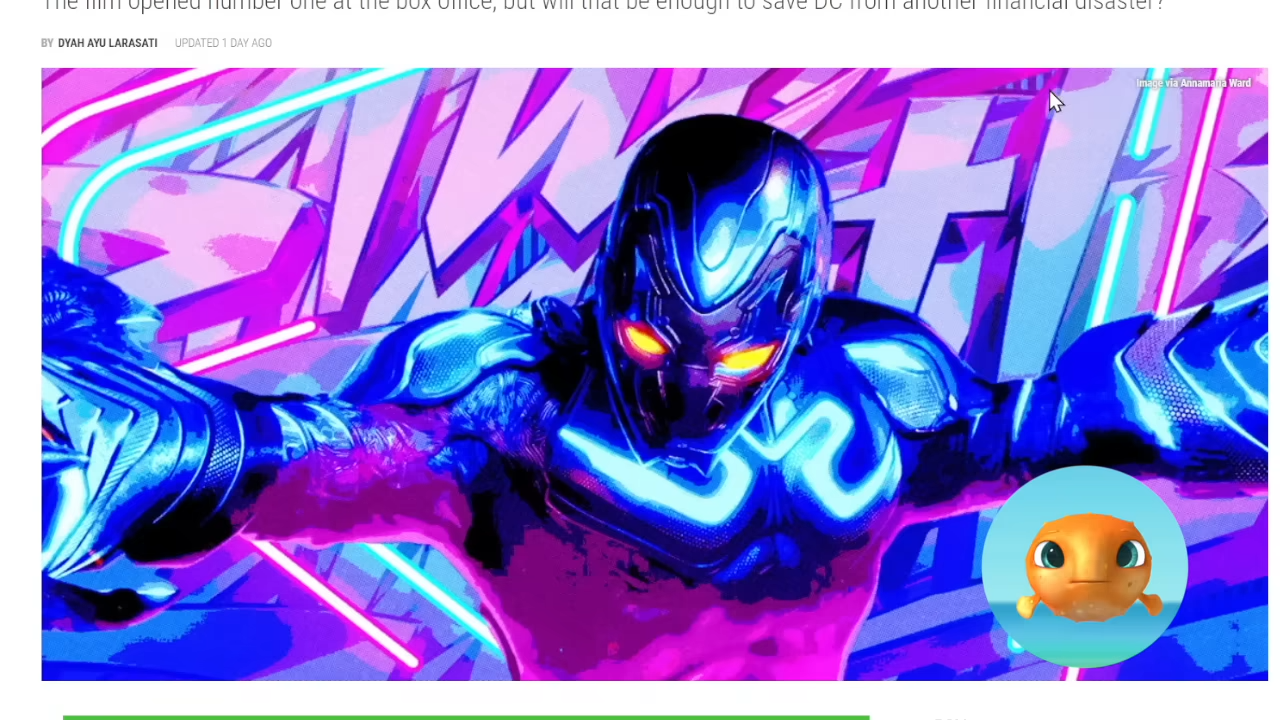 The film opened number one at the box office, but will that be enough to save DC from another financial disaster?
BY DYAH AYU LARASATI UPDATED 1 DAY AGO
Image via Annamaria Ward